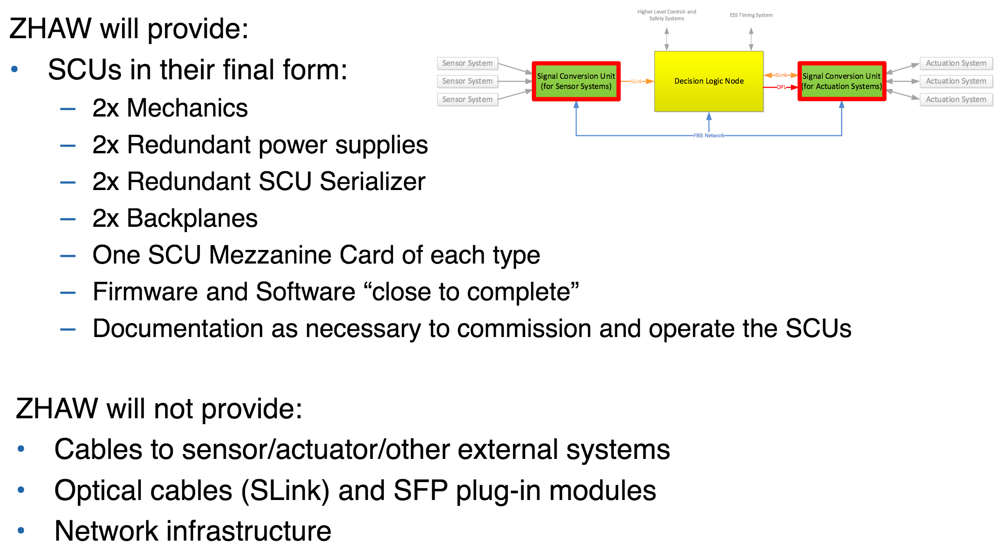 ZHAW will provide:
• SCUs in their final form:
– 2x Mechanics
– 2x Redundant power supplies
– 2x Redundant SCU Serializer
– 2x Backplanes
– One SCU Mezzanine Card of each type
– Firmware and Software “close to complete”
– Documentation as necessary to commission and operate the SCUs
ZHAW will not provide:
• Cables to sensor/actuator/other external systems
• Optical cables (SLink) and SFP plug-in modules
• Network infrastructure
Higher Level Control- and
Safety Systems
ESS Timing System
Sensor System
Sensor System
Sensor System
Signal Conversion Unit
(for Sensor Systems)
SLink
Decision Logic Node
SLink
OPL
Signal Conversion Unit
(for Actuation Systems)
Actuation System
Actuation System
Actuation System
FBIS Network